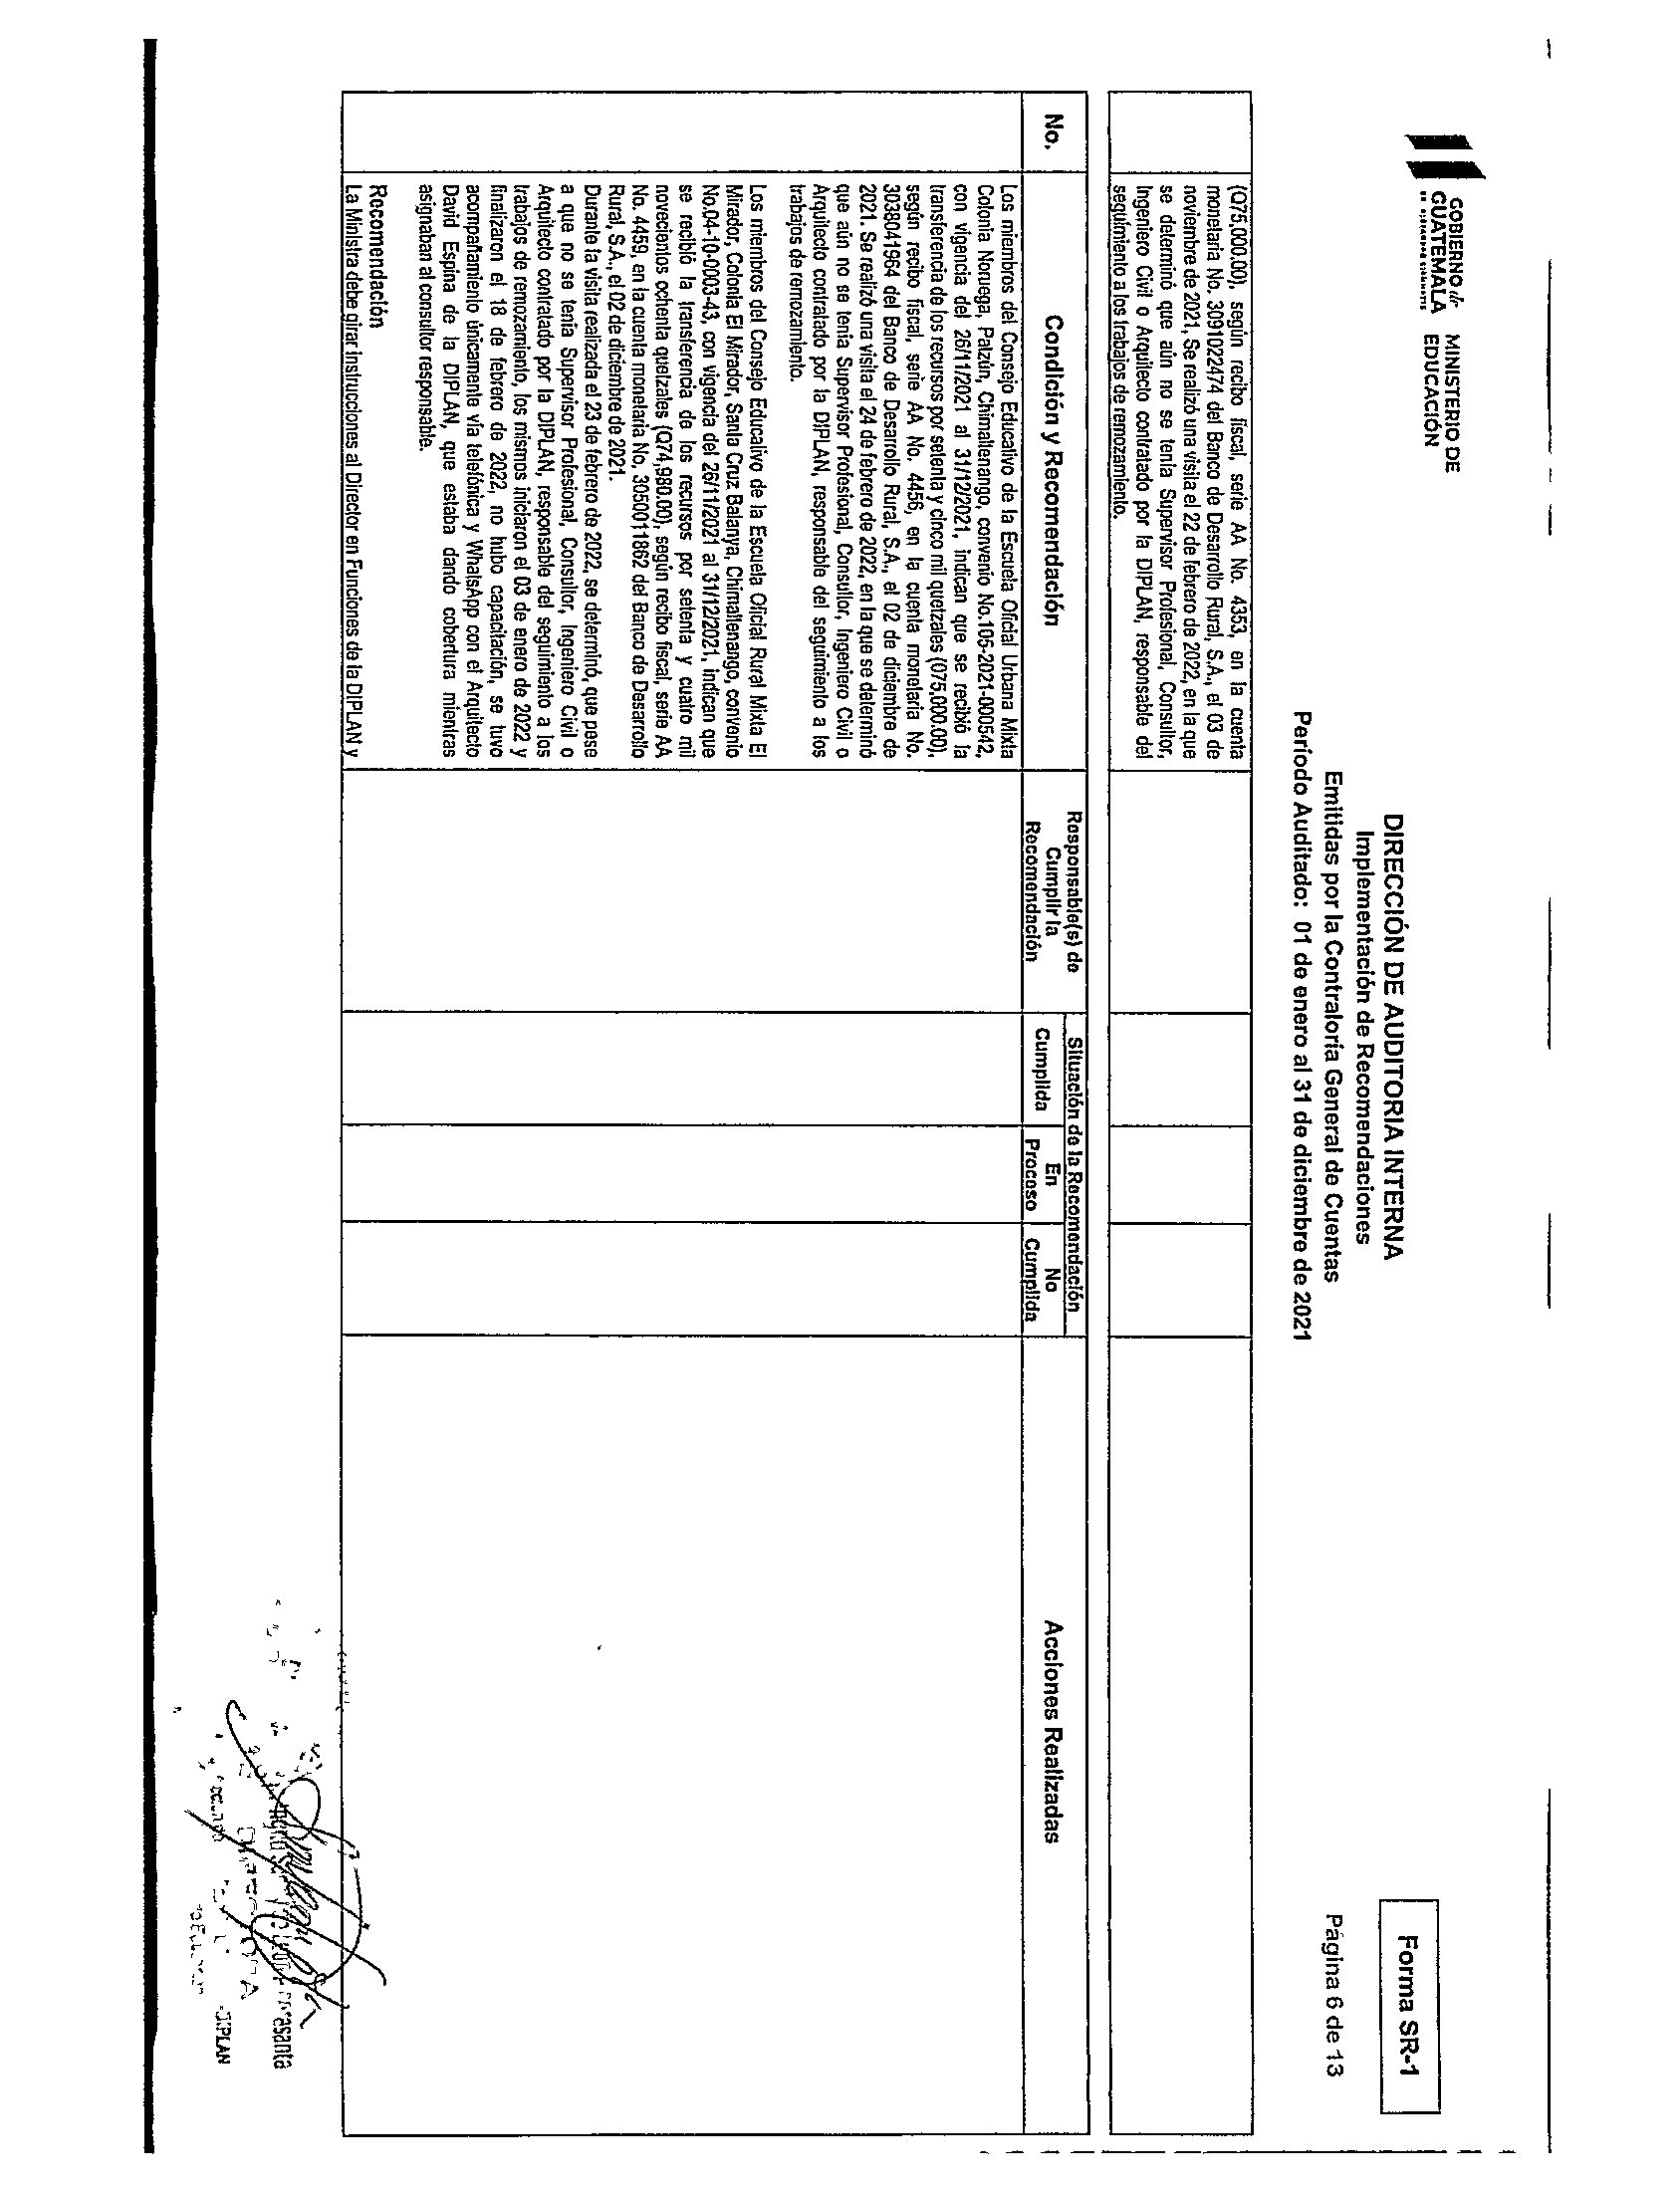 GOBIERNO de
GUATEMALA
MINISTERIO DE
EDUCACIÓN
DIRECCIÓN DE AUDITORIA INTERNA
Implementación de Recomendaciones
Emitidas por la Contraloría General de Cuentas
Período Auditado: 01 de enero al 31 de diciembre de 2021
Forma SR-1
Página 6 de 13
(Q75,000.00), según recibo fiscal, serie AA No. 4353, en la cuenta
monetaria No. 3091022474 del Banco de Desarrollo Rural, S.A., el 03 de
noviembre de 2021, Se realizó una visita el 22 de febrero de 2022, en la que
se determinó que aún no se tenía Supervisor Profesional, Consultor,
Ingeniero Civil o Arquitecto contratado por la DIPLAN, responsable del
seguimiento a los trabajos de remozamiento.
No.
Condición y Recomendación
Responsable(s) de
Cumplir la
Recomendación
Situación de la Recomendación
Cumplida
En
Proceso
No
Cumplida
Acciones Realizadas
Los miembros del Consejo Educativo de la Escuela Oficial Urbana Mixta
Colonia Noruega, Patzún, Chimaltenango, convenio No.105-2021-000542,
con vigencia del 26/11/2021 al 31/12/2021, indican que se recibió la
transferencia de los recursos por setenta y cinco mil quetzales (075,000.00),
según recibo fiscal, serie AA No. 4456, en la cuenta monetaria No.
3038041964 del Banco de Desarrollo Rural, S.A., el 02 de diciembre de
2021. Se realizó una visita el 24 de febrero de 2022, en la que se determinó
que aún no se tenía Supervisor Profesional, Consultor, Ingeniero Civil o
Arquitecto contratado por la DIPLAN, responsable del seguimiento a los
trabajos de remozamiento.
Los miembros del Consejo Educativo de la Escuela Oficial Rural Mixta El
Mirador, Colonia El Mirador, Santa Cruz Balanya, Chimaltenango, convenio
No.04-10-0003-43, con vigencia del 26/11/2021 al 31/12/2021, indican que
se recibió la transferencia de los recursos por setenta y cuatro mil
novecientos ochenta quetzales (Q74,980.00), según recibo fiscal, serie AA
No. 4459, en la cuenta monetaria No, 3050011862 del Banco de Desarrollo
Rural, S.A., el 02 de diciembre de 2021.
Durante la visita realizada el 23 de febrero de 2022, se determinó, que pese
a que no se tenía Supervisor Profesional, Consultor, Ingeniero Civil o
Arquitecto contratado por la DIPLAN, responsable del seguimiento a los
trabajos de remozamiento, los mismos iniciaron el 03 de enero de 2022 y
finalizaron el 18 de febrero de 2022, no hubo capacitación, se tuvo
acompañamiento únicamente vía telefónica y WhatsApp con el Arquitecto
David Espina de la DIPLAN, que estaba dando cobertura mientras
asignaban al consultor responsable.
Recomendación
La Ministra debe girar instrucciones al Director en Funciones de la DIPLAN y
DIPLAN